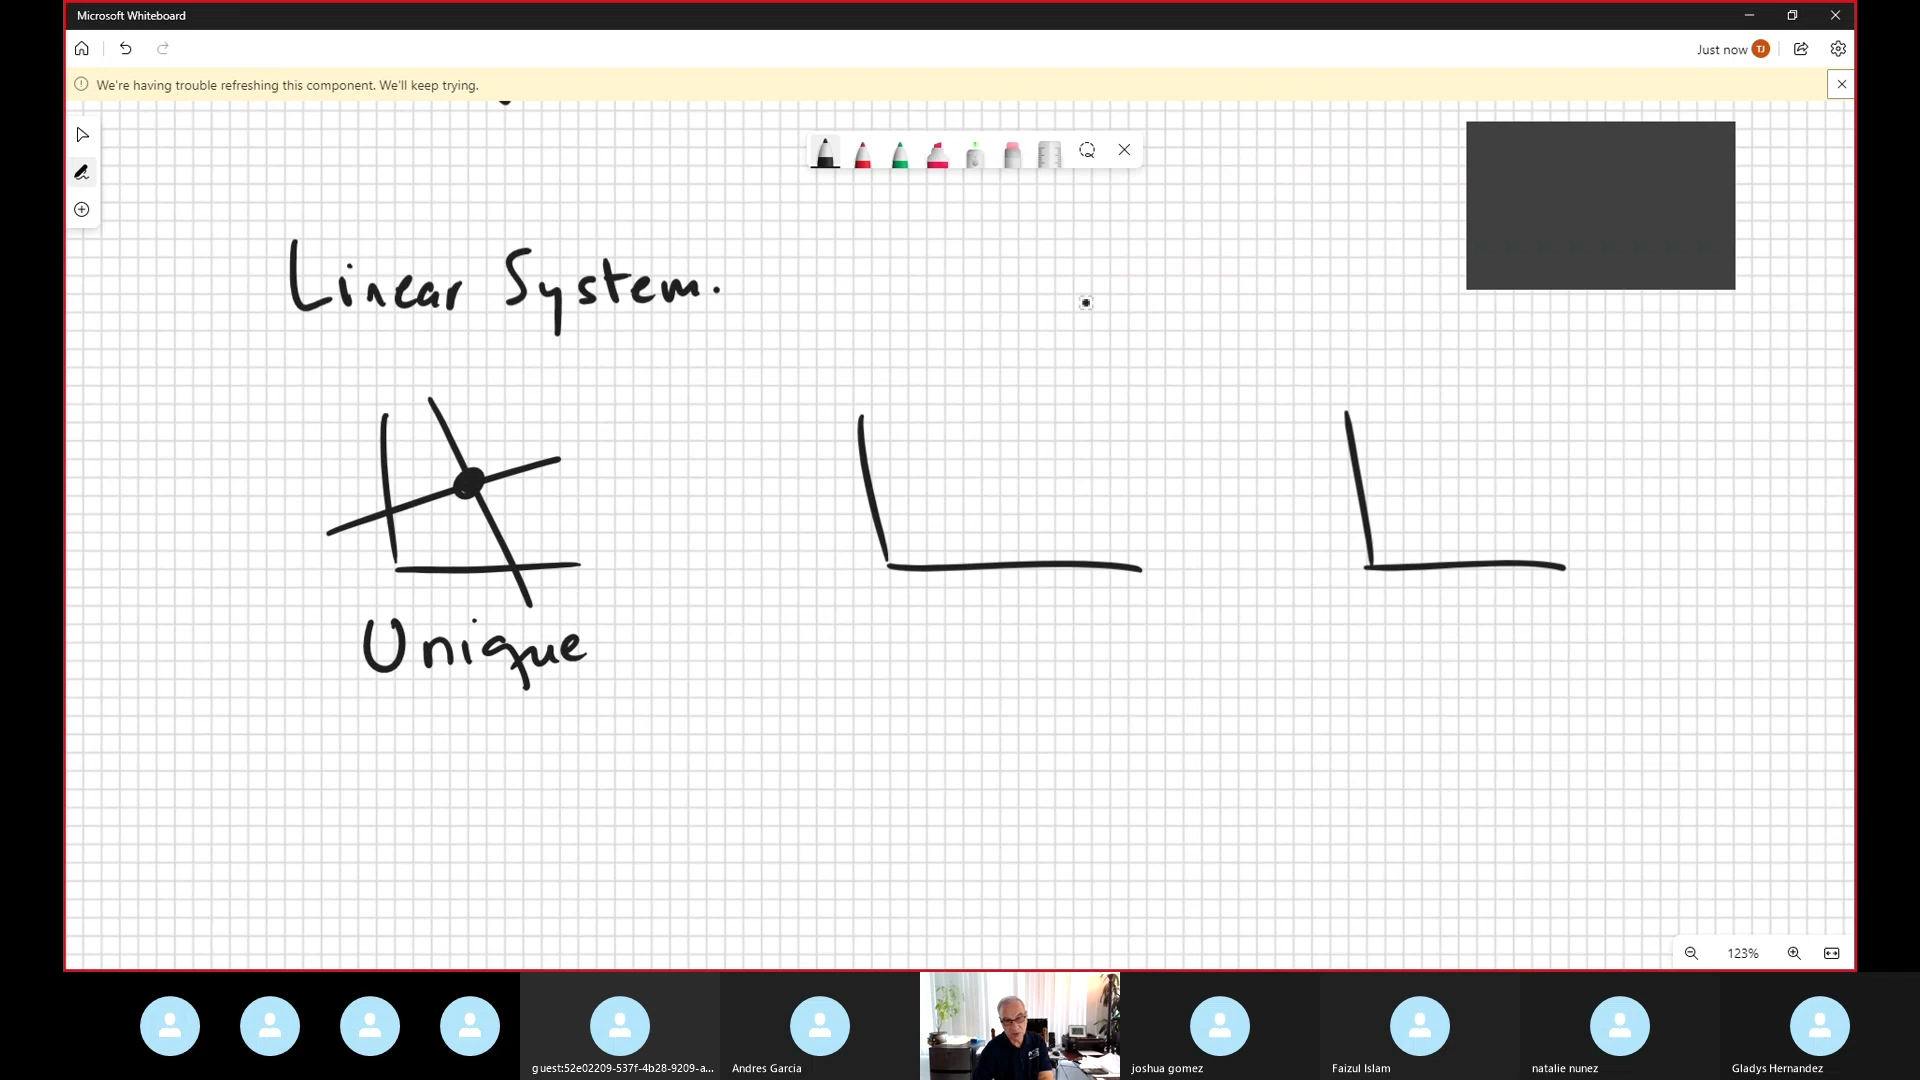 Microsoft Whiteboard
Just now TJ
We're having trouble refreshing this component. We'll keep trying.
Linear System.
Unique
123%
guest:52e02209-537f-4b28-9209-a...
Andres Garcia
joshua gomez
Faizul Islam
natalie nunez
Gladys Hernandez